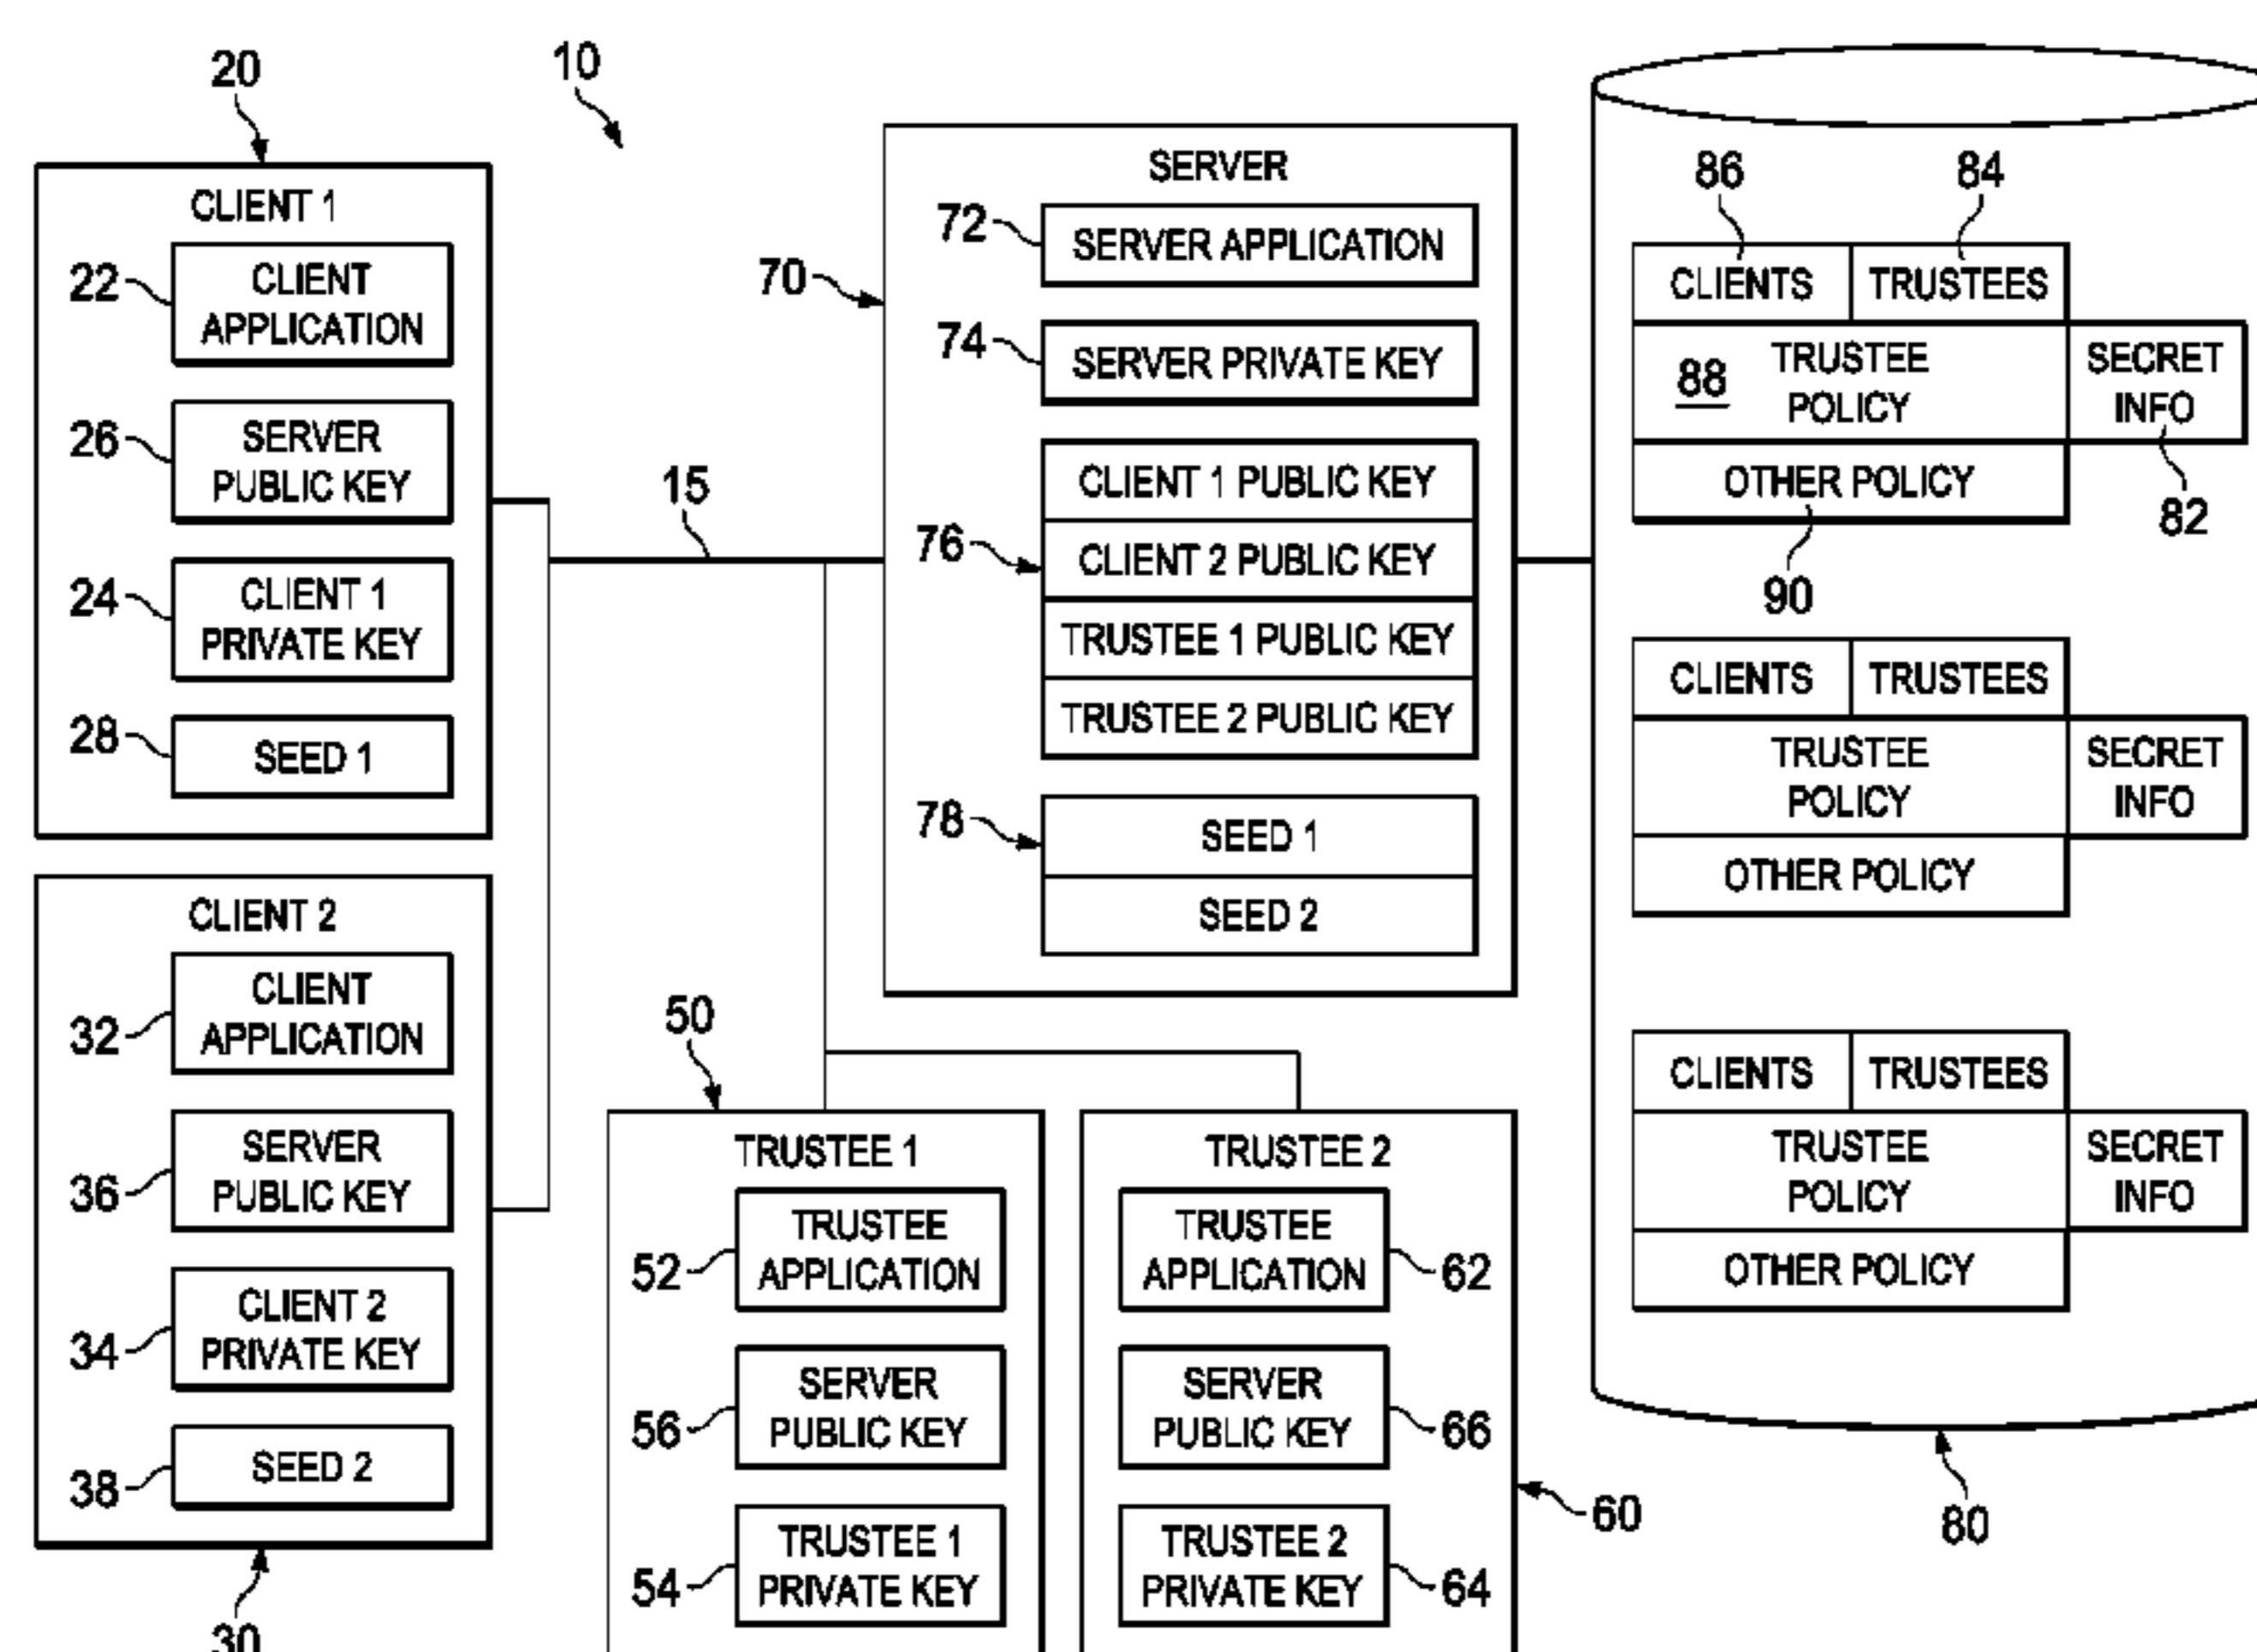 20
CLIENT 1
22
CLIENT
APPLICATION
26
SERVER
PUBLIC KEY
24
CLIENT 1
PRIVATE KEY
28
SEED 1
CLIENT 2
32
CLIENT
APPLICATION
36
SERVER
PUBLIC KEY
34
CLIENT 2
PRIVATE KEY
38
SEED 2
30
10
15
70
SERVER
72
SERVER APPLICATION
74
SERVER PRIVATE KEY
76
CLIENT 1 PUBLIC KEY
CLIENT 2 PUBLIC KEY
TRUSTEE 1 PUBLIC KEY
TRUSTEE 2 PUBLIC KEY
78
SEED 1
SEED 2
50
TRUSTEE 1
52
TRUSTEE
APPLICATION
56
SERVER
PUBLIC KEY
54
TRUSTEE 1
PRIVATE KEY
TRUSTEE 2
TRUSTEE
APPLICATION
62
SERVER
PUBLIC KEY
66
TRUSTEE 2
PRIVATE KEY
64
60
86
84
CLIENTS
TRUSTEES
88
TRUSTEE
POLICY
SECRET
INFO
OTHER POLICY
82
90
CLIENTS
TRUSTEES
TRUSTEE
POLICY
SECRET
INFO
OTHER POLICY
CLIENTS
TRUSTEES
TRUSTEE
POLICY
SECRET
INFO
OTHER POLICY
80